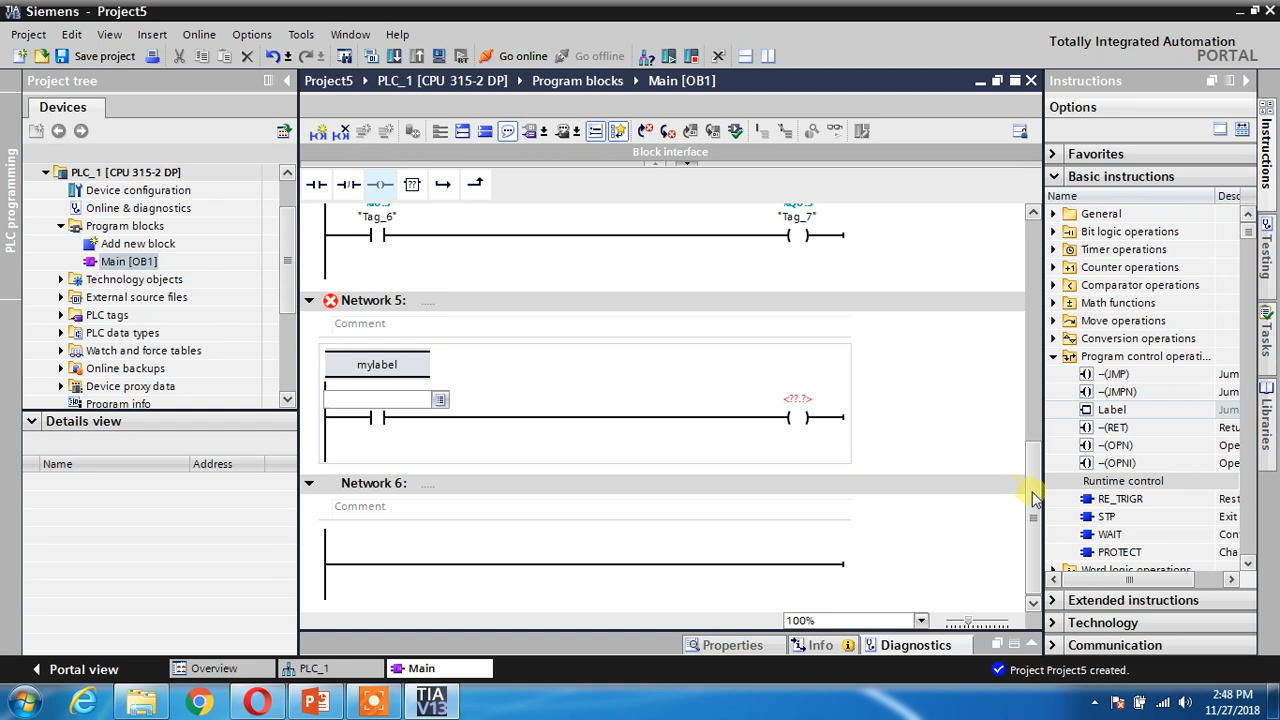 TIA V13 Siemens - Project5
Project Edit View Insert Online Options Tools Window Help
Totally Integrated Automation
PORTAL
Save project Go online Go offline
Project tree
Devices
PLC programming
PLC_1 [CPU 315-2 DP]
Device configuration
Online & diagnostics
Program blocks
Add new block
Main [OB1]
Technology objects
External source files
PLC tags
PLC data types
Watch and force tables
Online backups
Device proxy data
Program info
Details view
Name Address
Project5 PLC_1 [CPU 315-2 DP] Program blocks Main [OB1]
Block interface
??
"Tag_6" "Tag_7"
Network 5: .....
Comment
mylabel
<??.?>
Network 6: .....
Comment
100%
Properties Info Diagnostics
Instructions
Options
Favorites
Basic instructions
Name Desc
General
Bit logic operations
Timer operations
Counter operations
Comparator operations
Math functions
Move operations
Conversion operations
Program control operati...
-(JMP) Jum
-(JMPN) Jum
Label Jum
-(RET) Retu
-(OPN) Ope
-(OPNI) Ope
Runtime control
RE_TRIGR Rest
STP Exit
WAIT Con
PROTECT Cha
Word logic operations
Extended instructions
Technology
Communication
Instructions
Testing
Tasks
Libraries
Portal view Overview PLC_1 Main
Project Project5 created.
TIA V13
2:48 PM
11/27/2018